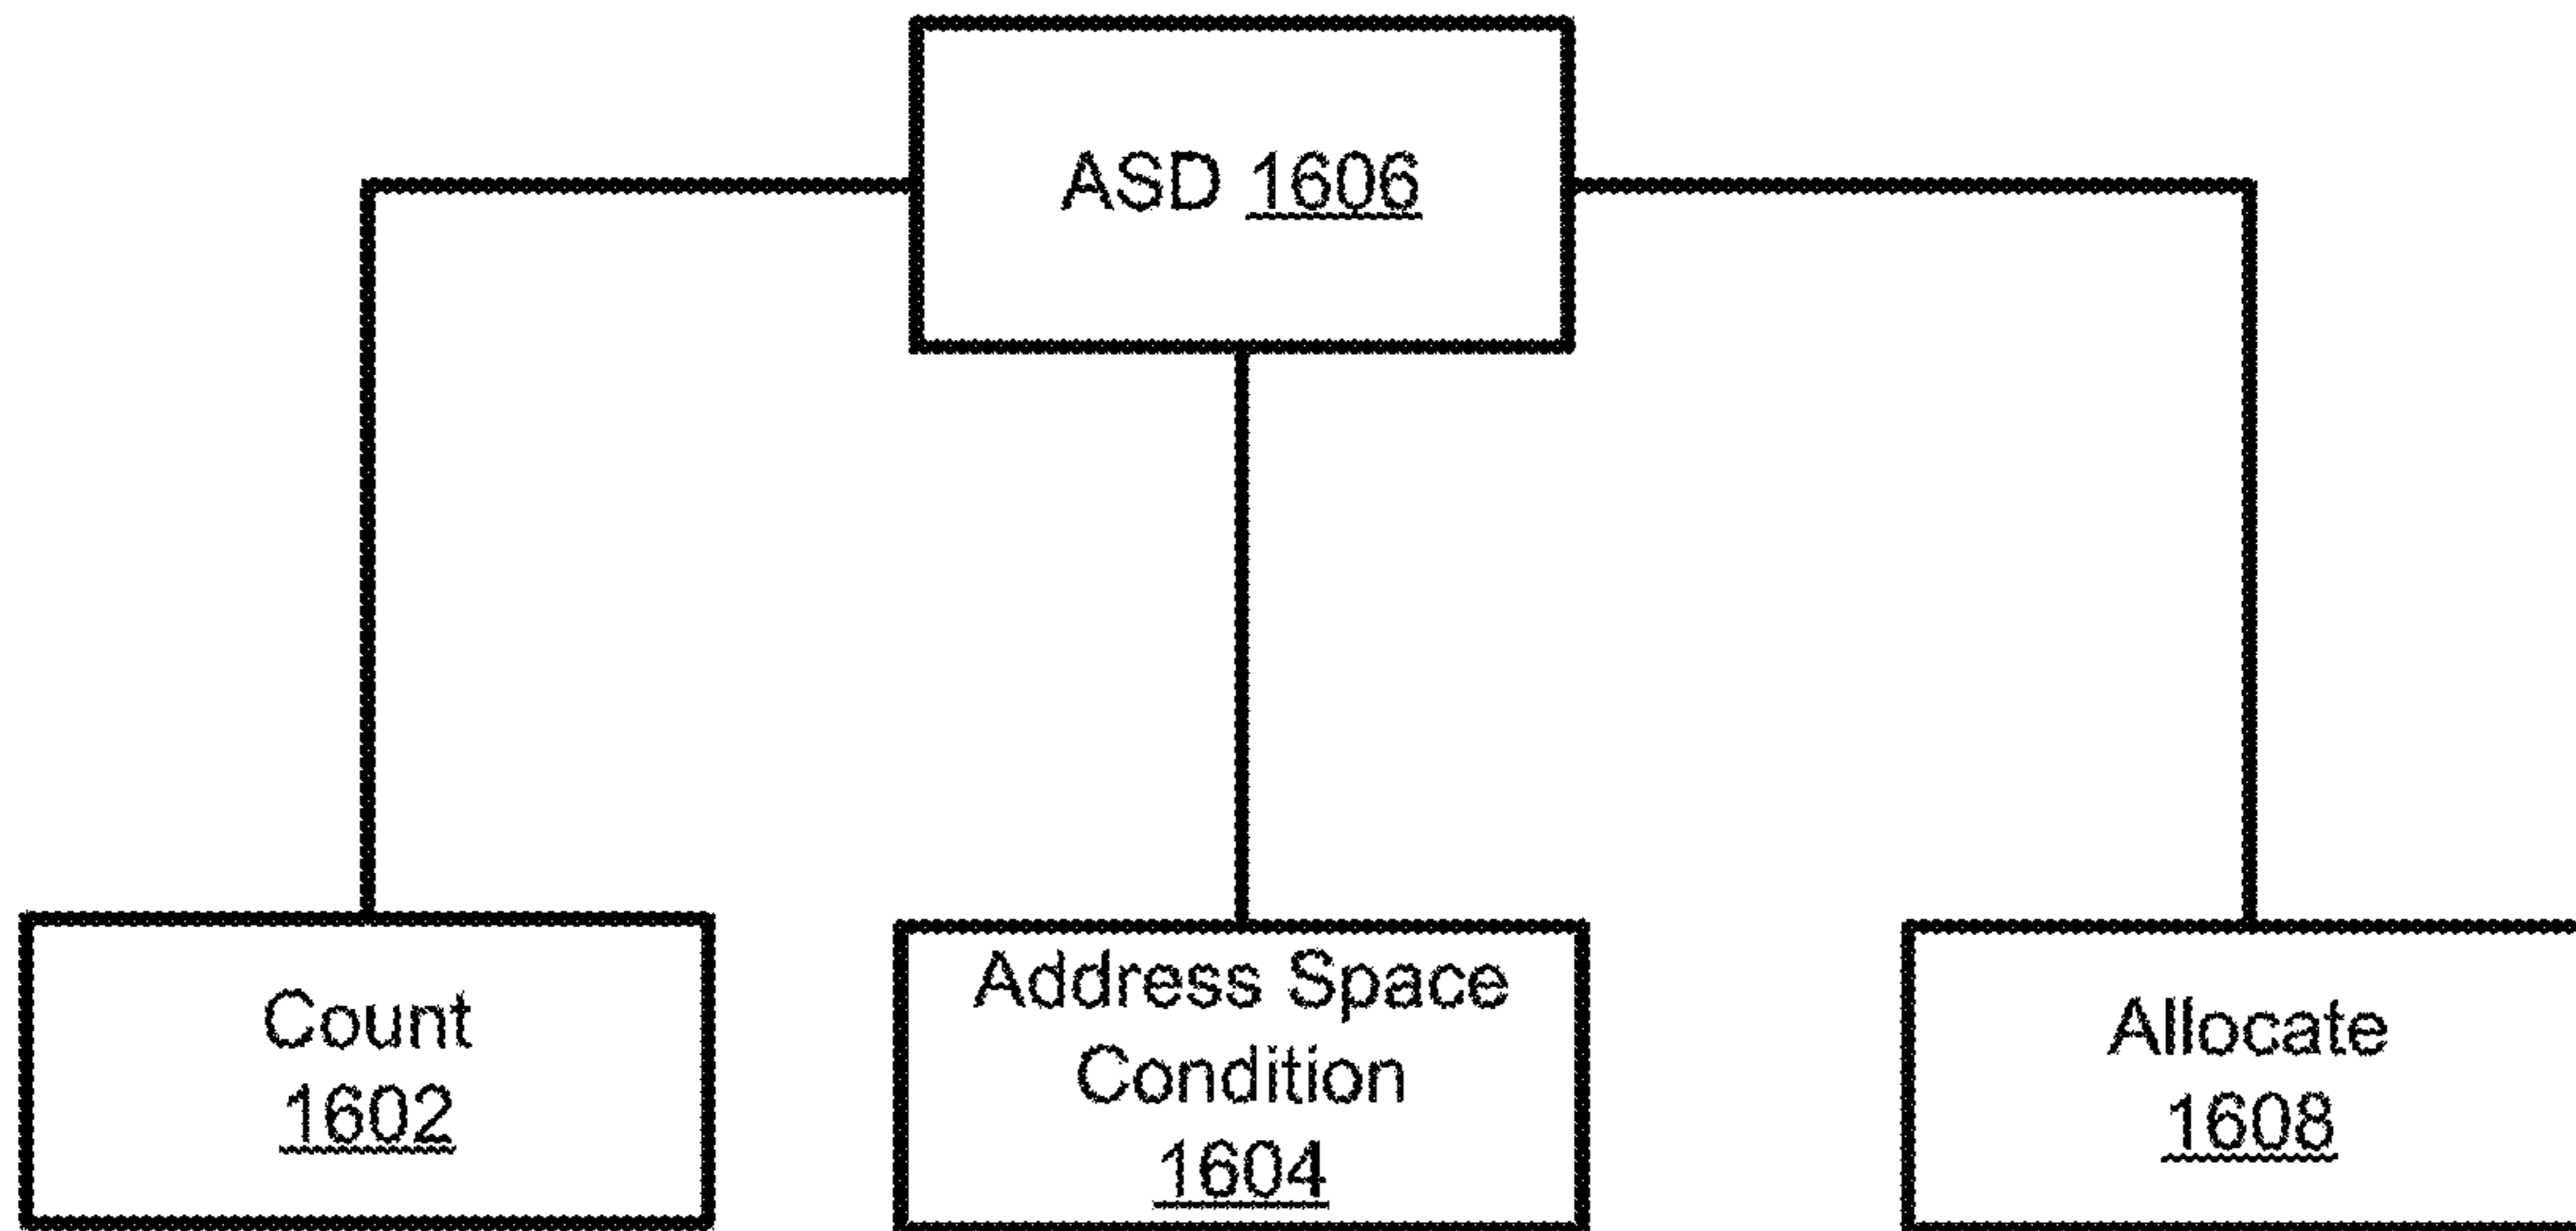 ASD 1606
Count
1602
Address Space
Condition
1604
Allocate
1608